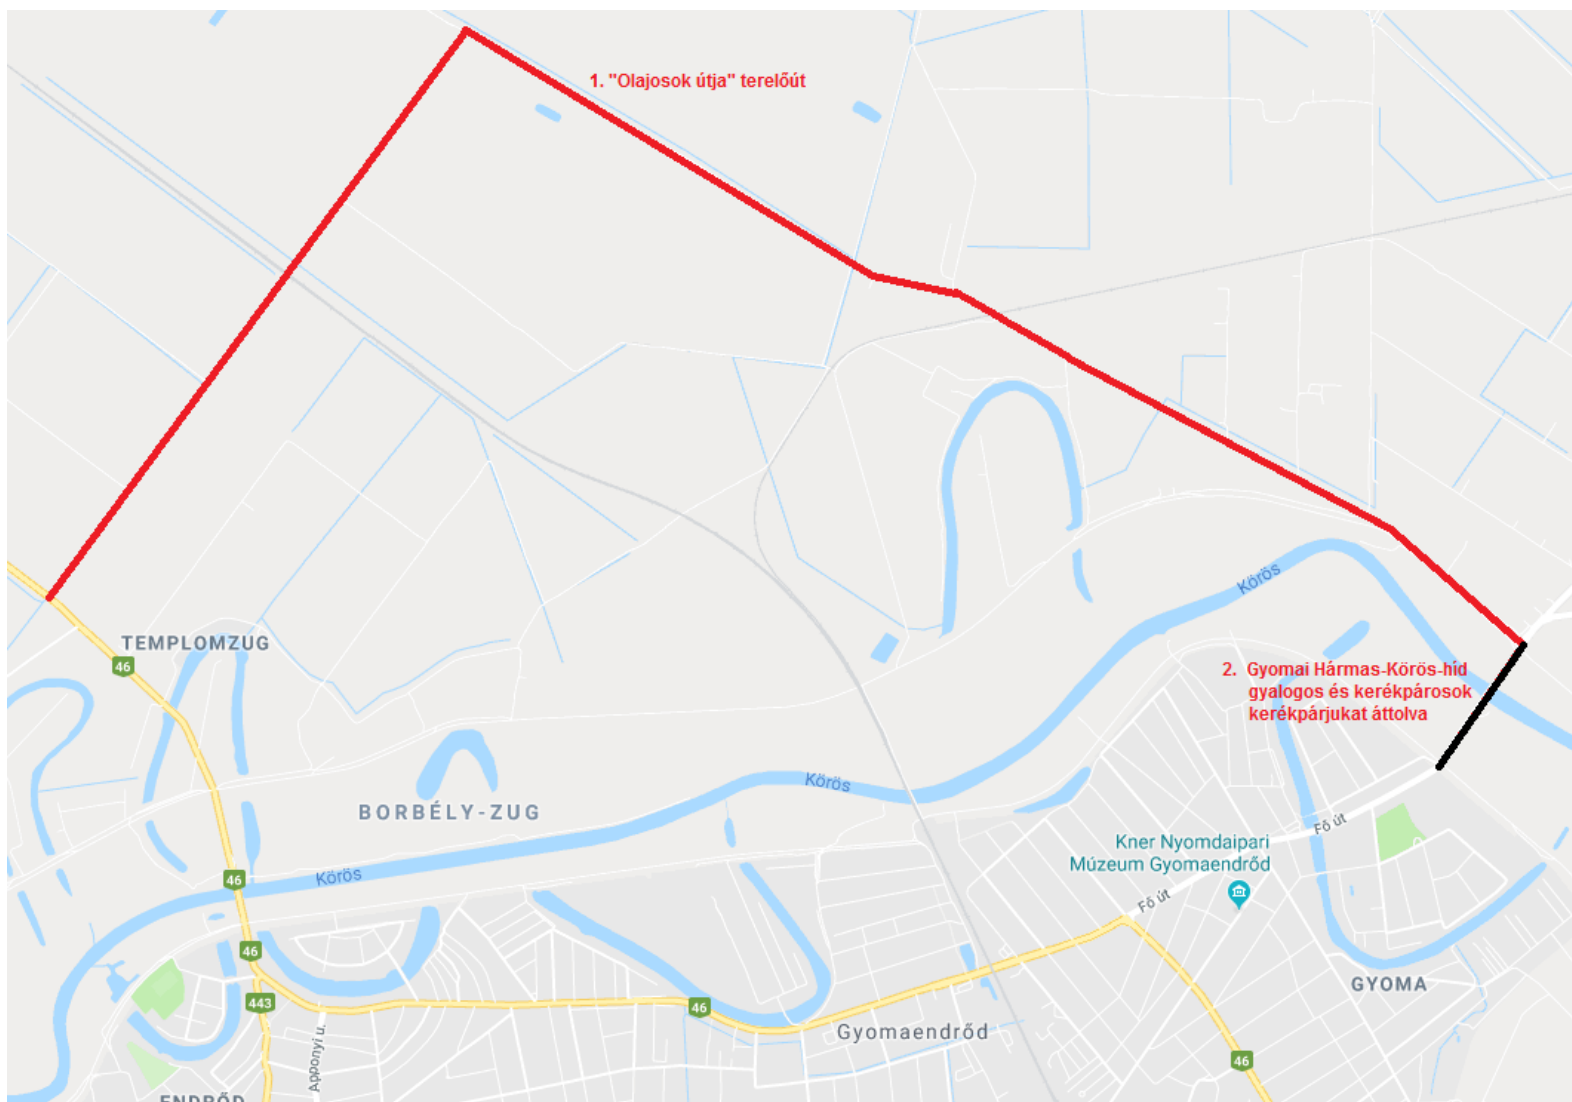 1. "Olajosok útja" terelőút
Körös
TEMPLOMZUG
46
2. Gyomai Hármas-Körös-híd
gyalogos és kerékpárosok
kerékpárjukat áttolva
Körös
BORBÉLY-ZUG
Fő út
Kner Nyomdaipari
Múzeum Gyomaendrőd
Körös
46
Fő út
46
GYOMA
443
46
Gyomaendrőd
Apponyi u.
46
ENDRŐD